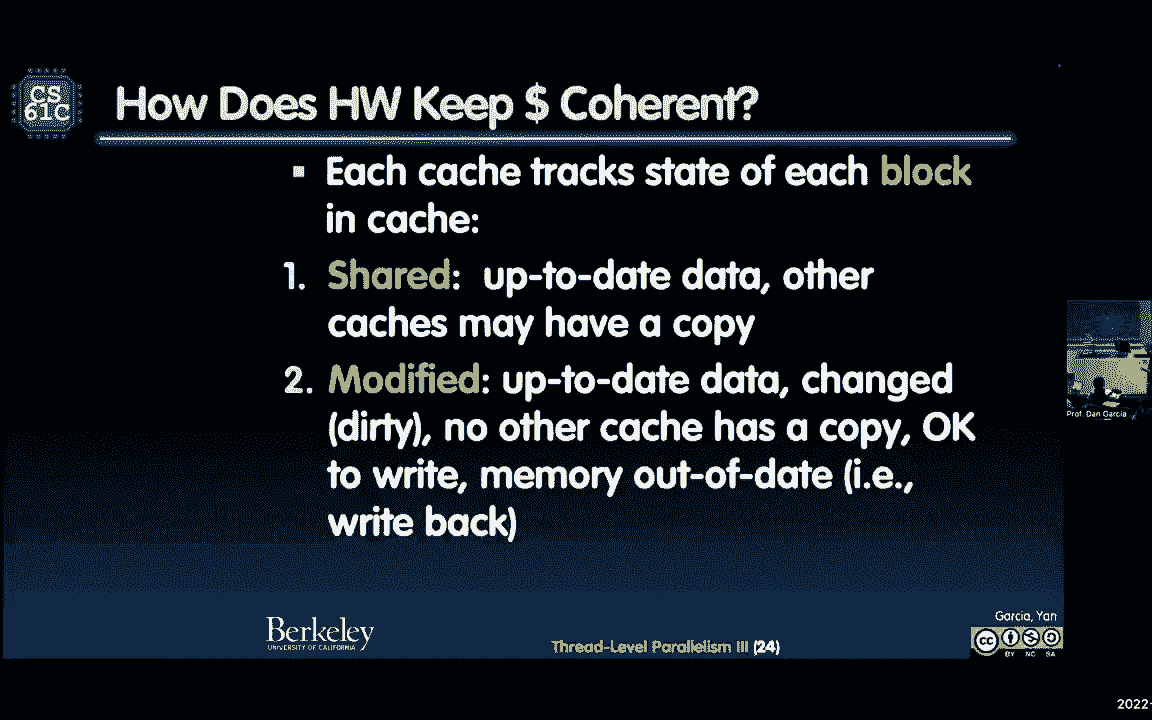 CS
61C
How Does HW Keep $ Coherent?
▪ Each cache tracks state of each block
in cache:
1. Shared: up-to-date data, other
caches may have a copy
2. Modified: up-to-date data, changed
(dirty), no other cache has a copy, OK
to write, memory out-of-date (i.e.,
write back)
Prof. Dan Garcia
Garcia, Yan
Berkeley
UNIVERSITY OF CALIFORNIA
Thread-Level Parallelism III (24)
cc
BY NC SA
2022-